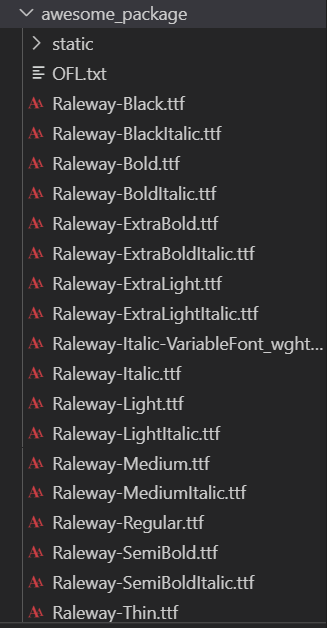 awesome_package
static
OFL.txt
Raleway-Black.ttf
Raleway-BlackItalic.ttf
Raleway-Bold.ttf
Raleway-BoldItalic.ttf
Raleway-ExtraBold.ttf
Raleway-ExtraBoldItalic.ttf
Raleway-ExtraLight.ttf
Raleway-ExtraLightItalic.ttf
Raleway-Italic-VariableFont_wght...
Raleway-Italic.ttf
Raleway-Light.ttf
Raleway-LightItalic.ttf
Raleway-Medium.ttf
Raleway-MediumItalic.ttf
Raleway-Regular.ttf
Raleway-SemiBold.ttf
Raleway-SemiBoldItalic.ttf
Raleway-Thin.ttf